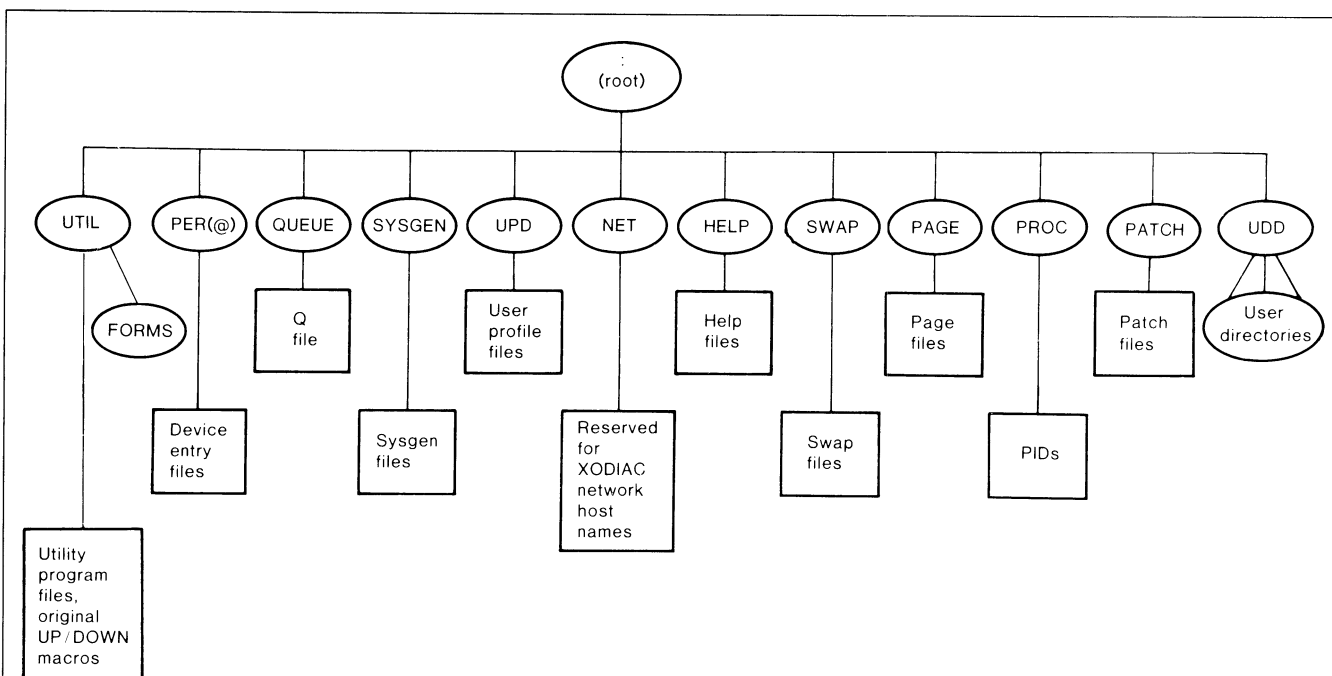 :
(root)
UTIL
PER(@)
QUEUE
SYSGEN
UPD
NET
HELP
SWAP
PAGE
PROC
PATCH
UDD
FORMS
Q
file
User
profile
files
Help
files
Page
files
Patch
files
User
directories
Device
entry
files
Sysgen
files
Reserved
for
XODIAC
network
host
names
Swap
files
PIDs
Utility
program
files,
original
UP/DOWN
macros